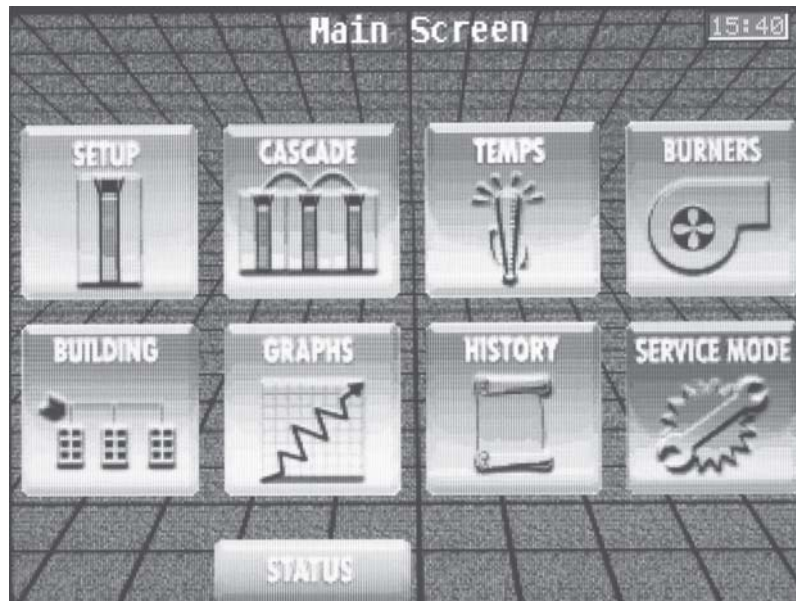 Main Screen 15:40
SETUP CASCADE TEMPS BURNERS
BUILDING GRAPHS HISTORY SERVICE MODE
STATUS